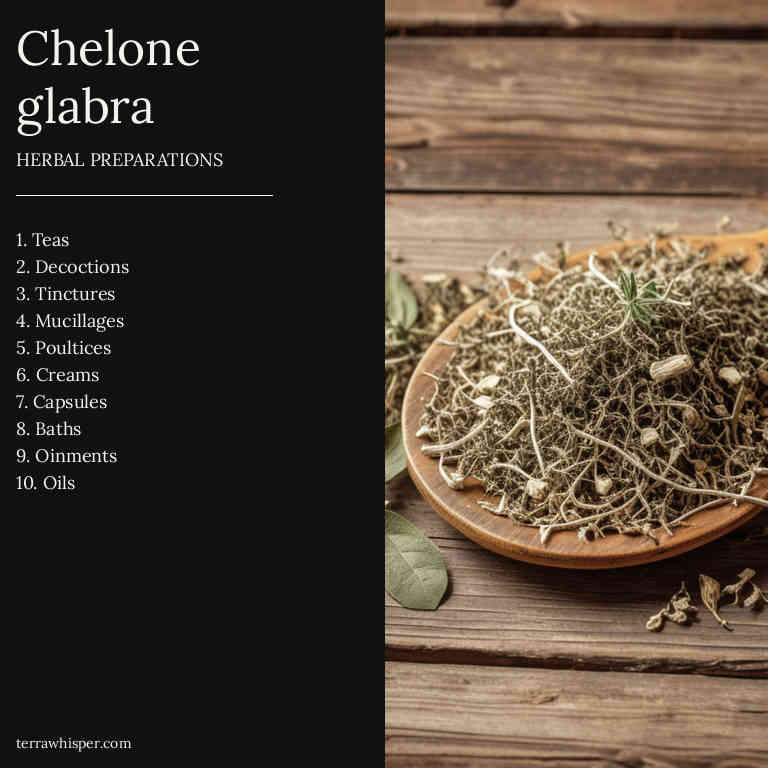 Chelone
glabra
HERBAL PREPARATIONS
1. Teas
2. Decoctions
3. Tinctures
4. Mucillages
5. Poultices
6. Creams
7. Capsules
8. Baths
9. Oinments
10. Oils
terrawhisper.com